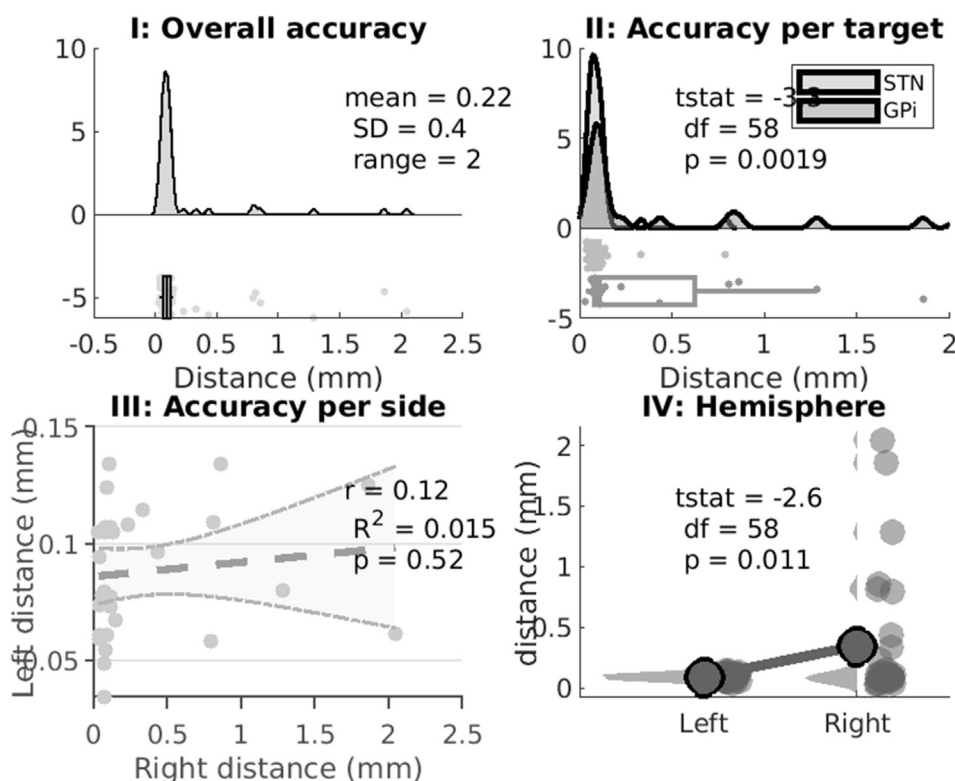 I: Overall accuracy
10
5
0
-5
mean = 0.22
SD = 0.4
range = 2
-0.5 0 0.5 1 1.5 2 2.5
Distance (mm)
II: Accuracy per target
10
5
0
-5
tstat = -3.3
df = 58
p = 0.0019
STN
GPi
0 0.5 1 1.5 2
Distance (mm)
III: Accuracy per side
0.15
0.1
0.05
Left distance (mm)
r = 0.12
R² = 0.015
p = 0.52
0 0.5 1 1.5 2 2.5
Right distance (mm)
IV: Hemisphere
2
1.5
1
0.5
0
distance (mm)
tstat = -2.6
df = 58
p = 0.011
Left Right